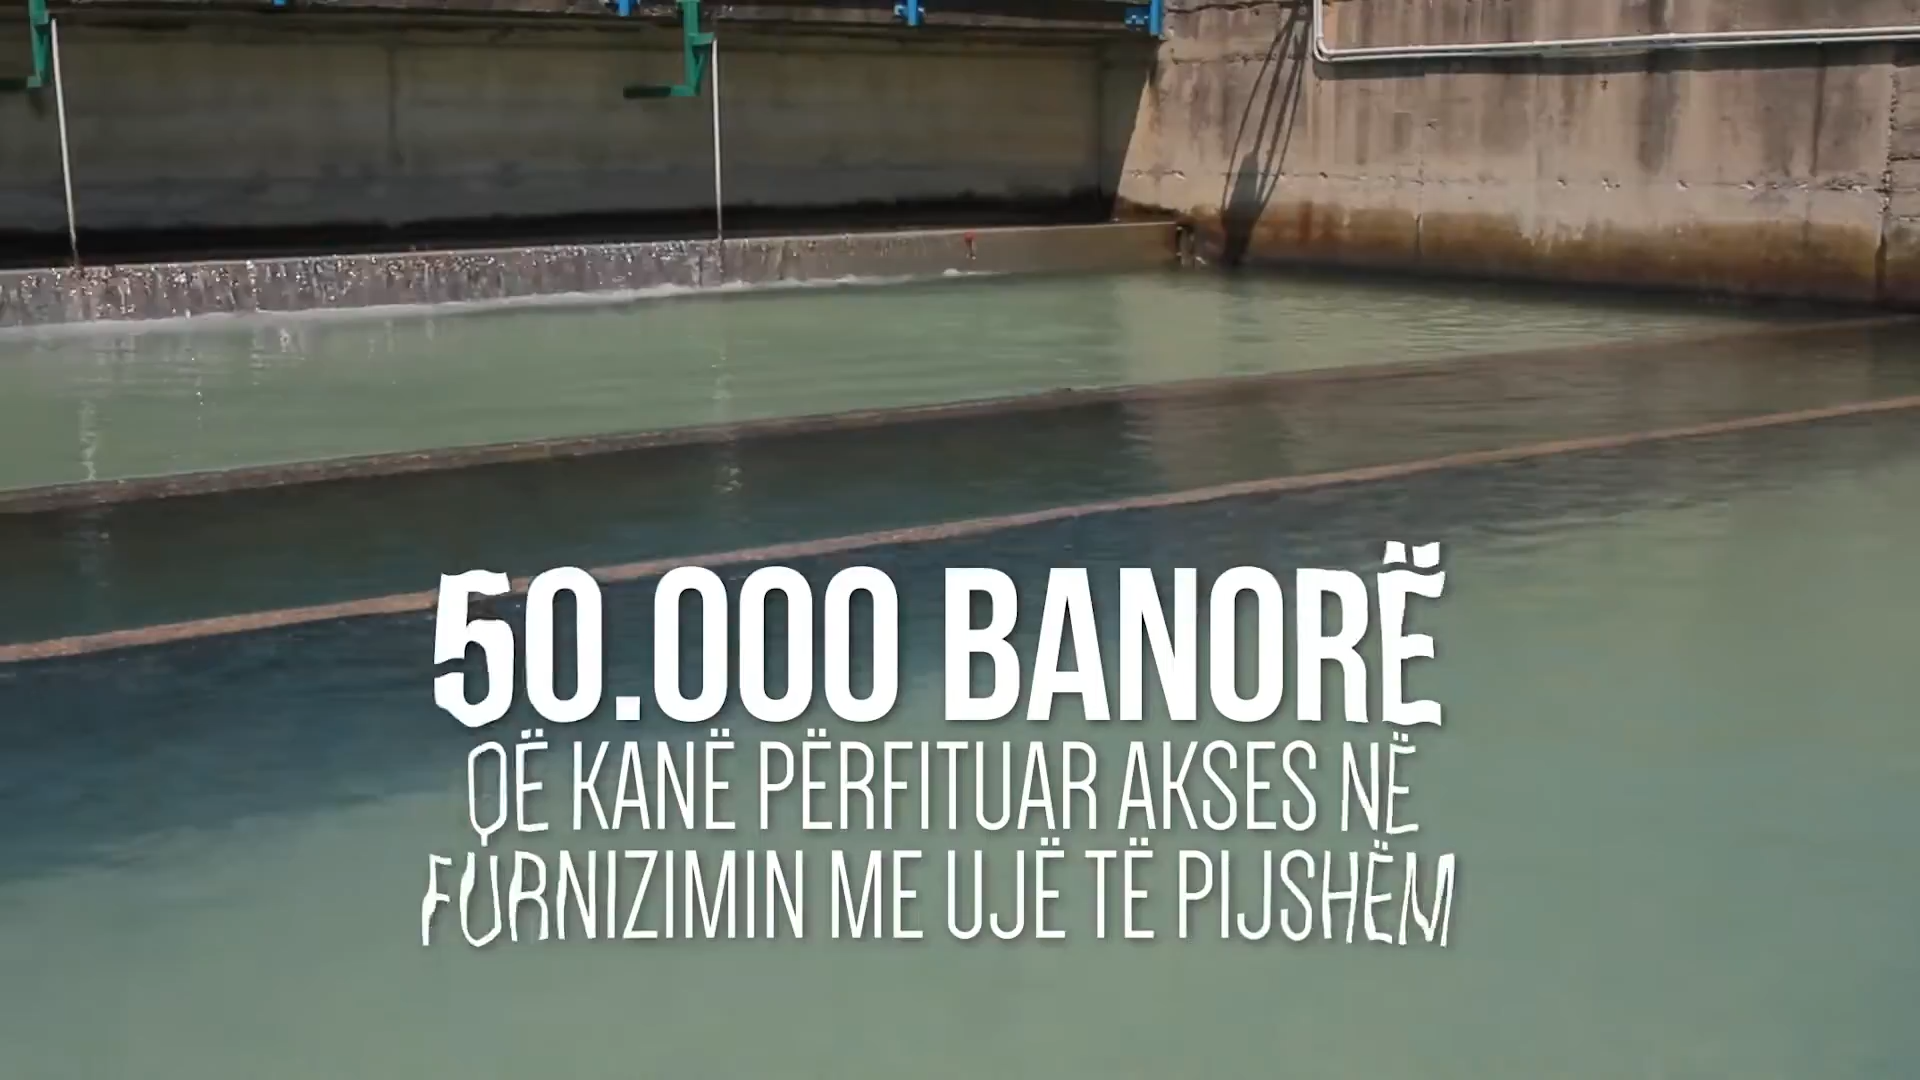 50.000 BANORË
QË KANË PËRFITUAR AKSES NË
FURNIZIMIN ME UJË TË PIJSHËM